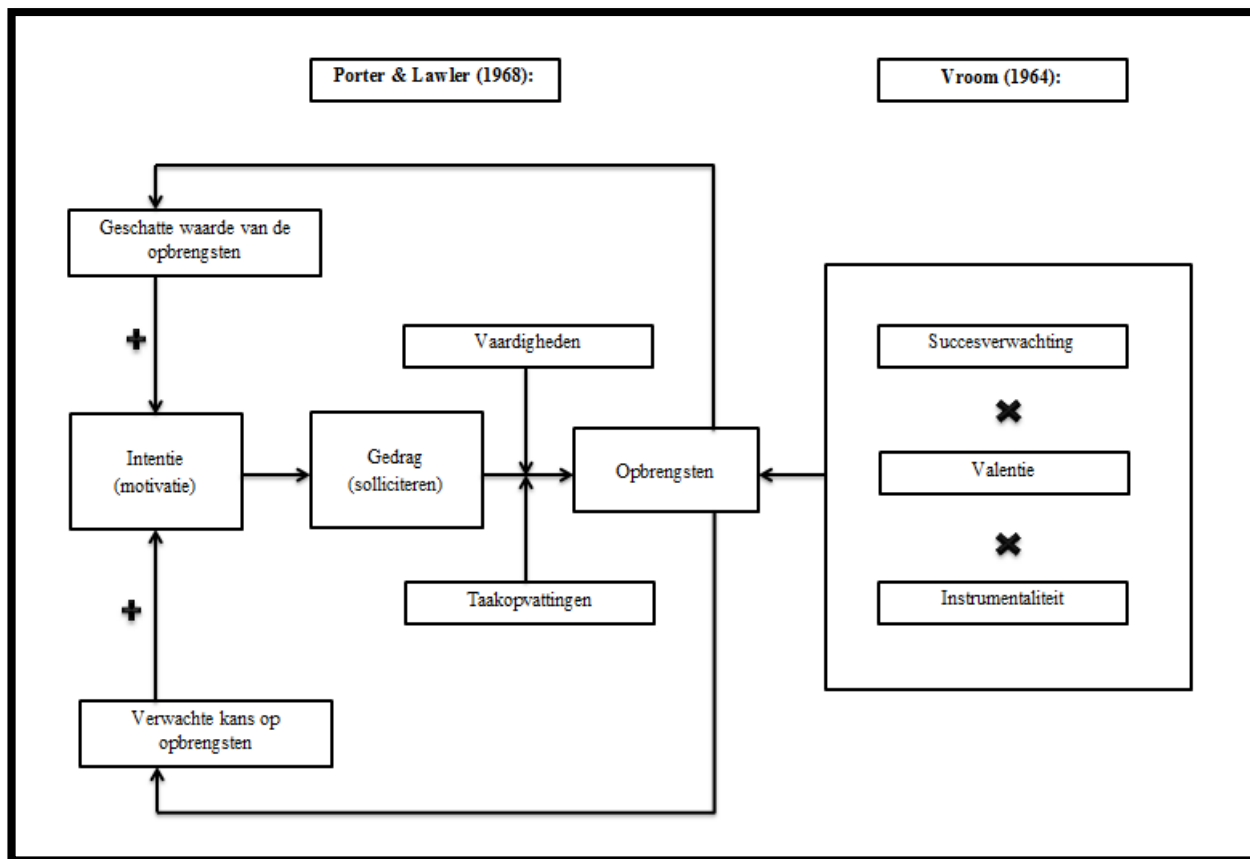 Porter & Lawler (1968):
Vroom (1964):
Geschatte waarde van de
opbrengsten
Vaardigheden
Succesverwachting
Intentie
(motivatie)
Gedrag
(solliciteren)
Opbrengsten
Valentie
Taakopvattingen
Instrumentaliteit
Verwachte kans op
opbrengsten